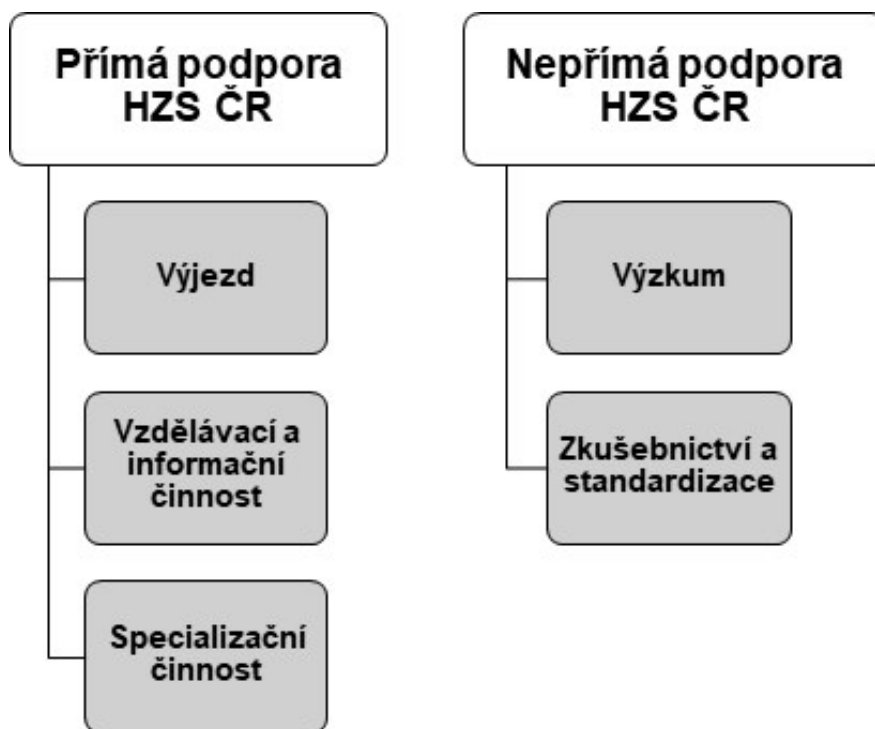 Přímá podpora
HZS ČR
Výjezd
Vzdělávací a
informační
činnost
Specializační
činnost
Nepřímá podpora
HZS ČR
Výzkum
Zkušebnictví a
standardizace